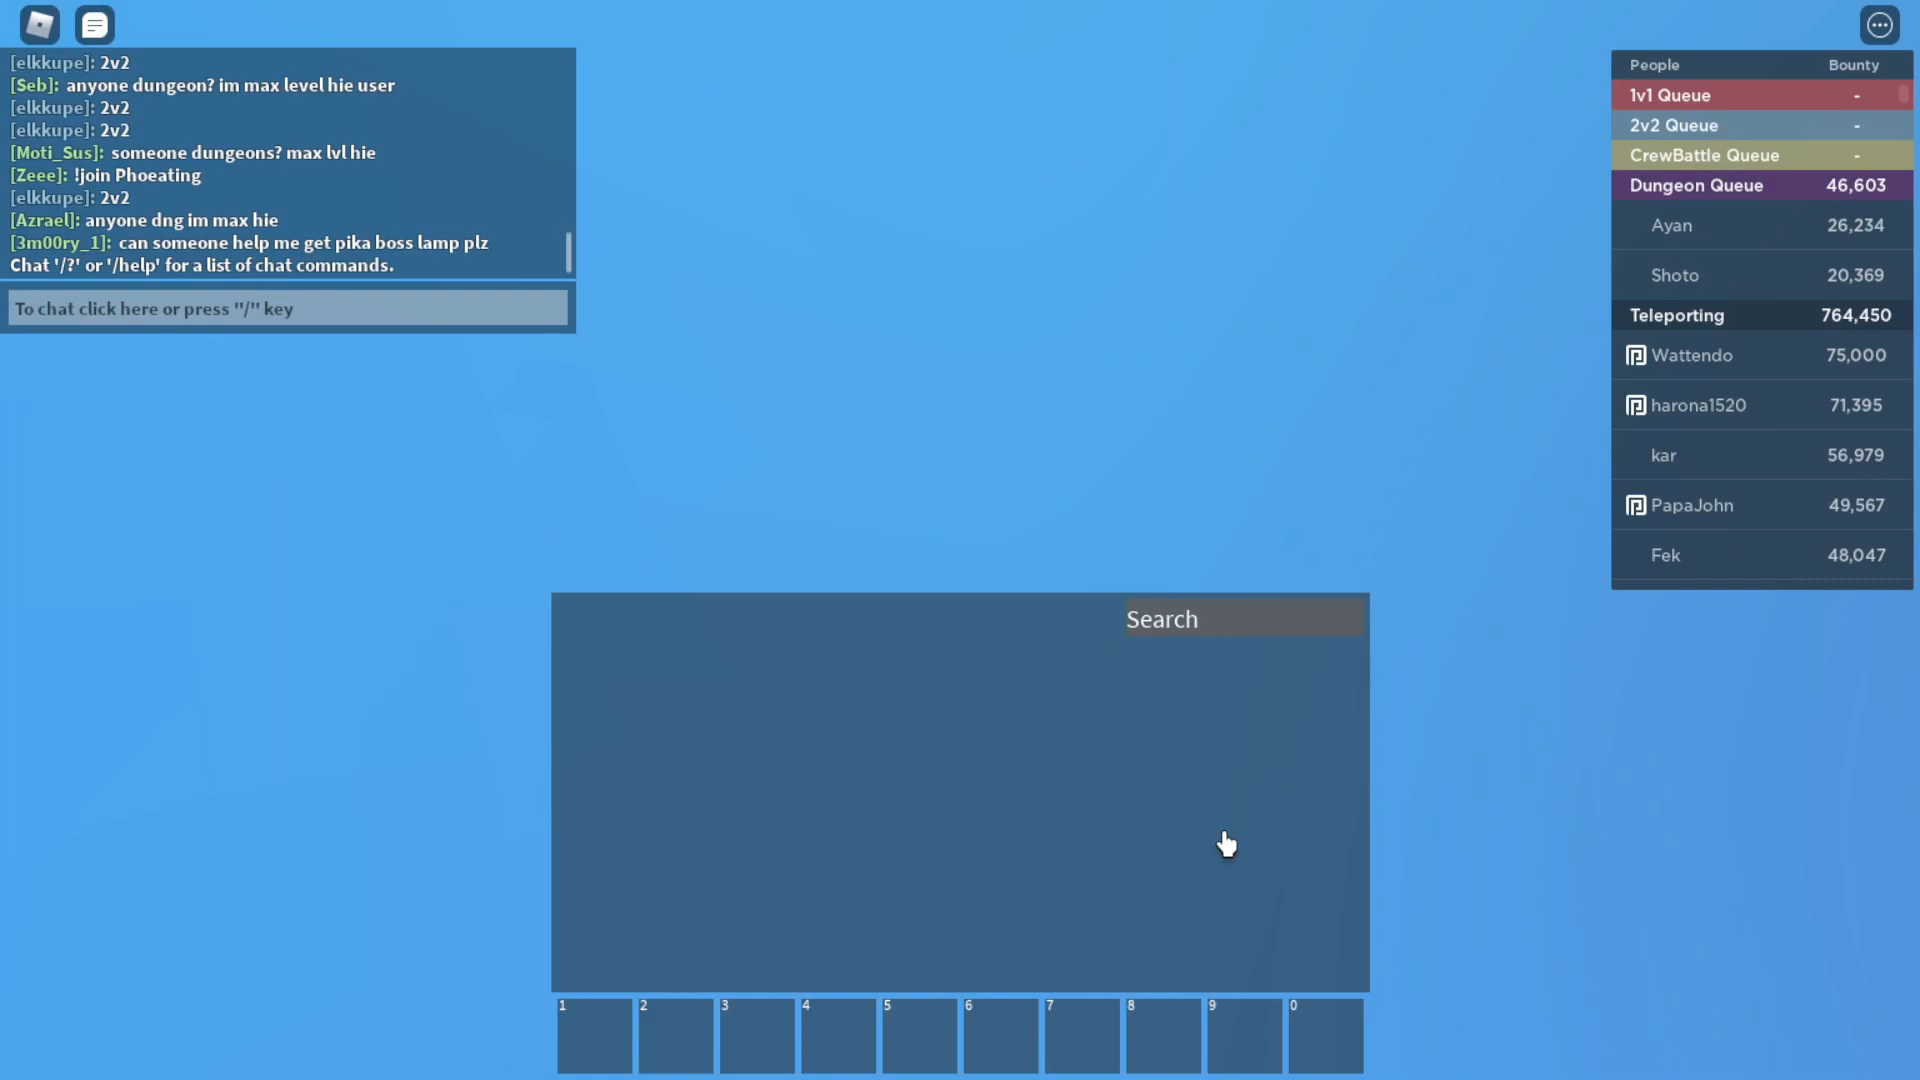 [elkkupe]: 2v2
[Seb]: anyone dungeon? im max level hie user
[elkkupe]: 2v2
[elkkupe]: 2v2
[Moti_Sus]: someone dungeons? max lvl hie
[Zeee]: !join Phoeating
[elkkupe]: 2v2
[Azrael]: anyone dng im max hie
[3m00ry_1]: can someone help me get pika boss lamp plz
Chat '/?' or '/help' for a list of chat commands.
To chat click here or press "/" key
People Bounty
1v1 Queue -
2v2 Queue -
CrewBattle Queue -
Dungeon Queue 46,603
Ayan 26,234
Shoto 20,369
Teleporting 764,450
Wattendo 75,000
harona1520 71,395
kar 56,979
PapaJohn 49,567
Fek 48,047
Search
1 2 3 4 5 6 7 8 9 0